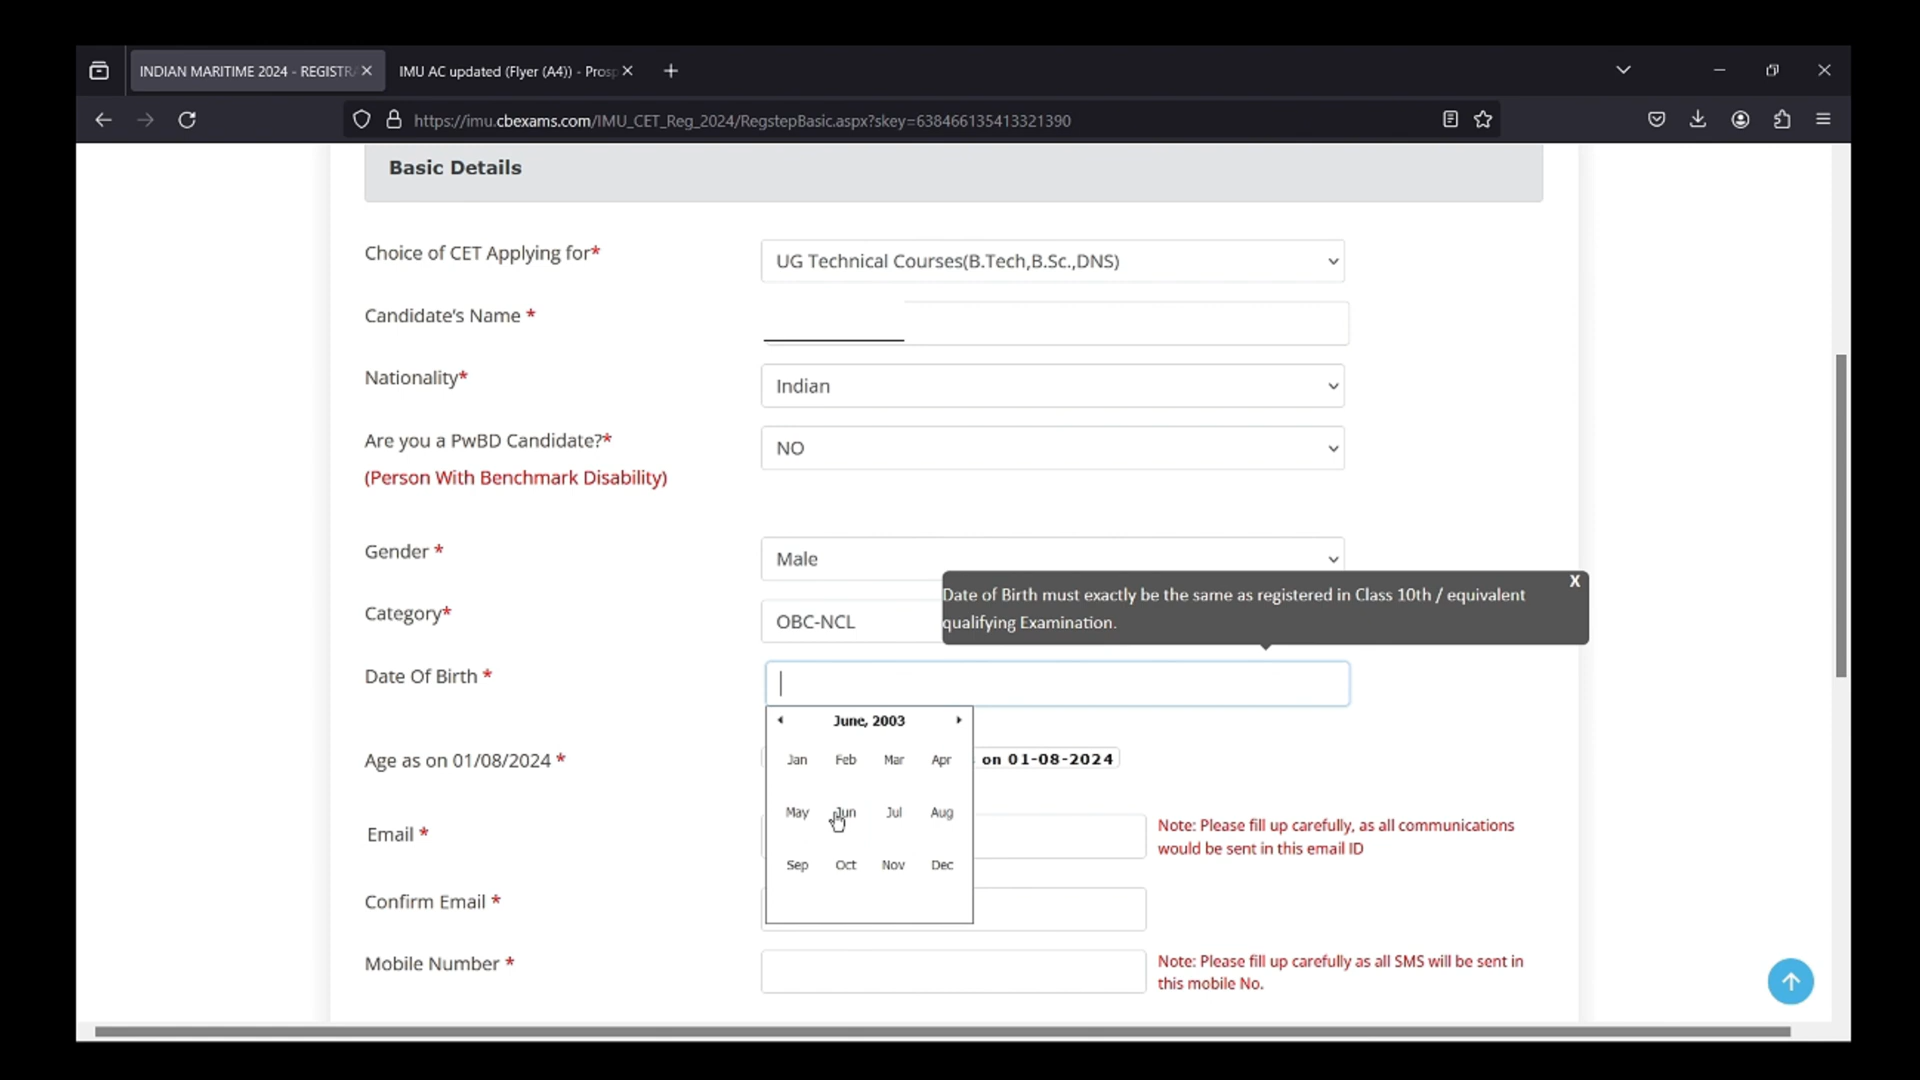 INDIAN MARITIME 2024 - REGISTRA
IMU AC updated (Flyer (A4)) - Prosp
https://imu.cbexams.com/IMU_CET_Reg_2024/RegstepBasic.aspx?skey=638466135413321390
Basic Details
Choice of CET Applying for*
UG Technical Courses(B.Tech,B.Sc.,DNS)
Candidate's Name *
Nationality*
Indian
Are you a PwBD Candidate?*
NO
(Person With Benchmark Disability)
Gender *
Male
X
Date of Birth must exactly be the same as registered in Class 10th / equivalent
qualifying Examination.
Category*
OBC-NCL
Date Of Birth *
June, 2003
Jan Feb Mar Apr
May Jun Jul Aug
Sep Oct Nov Dec
Age as on 01/08/2024 *
on 01-08-2024
Email *
Note: Please fill up carefully, as all communications
would be sent in this email ID
Confirm Email *
Mobile Number *
Note: Please fill up carefully as all SMS will be sent in
this mobile No.